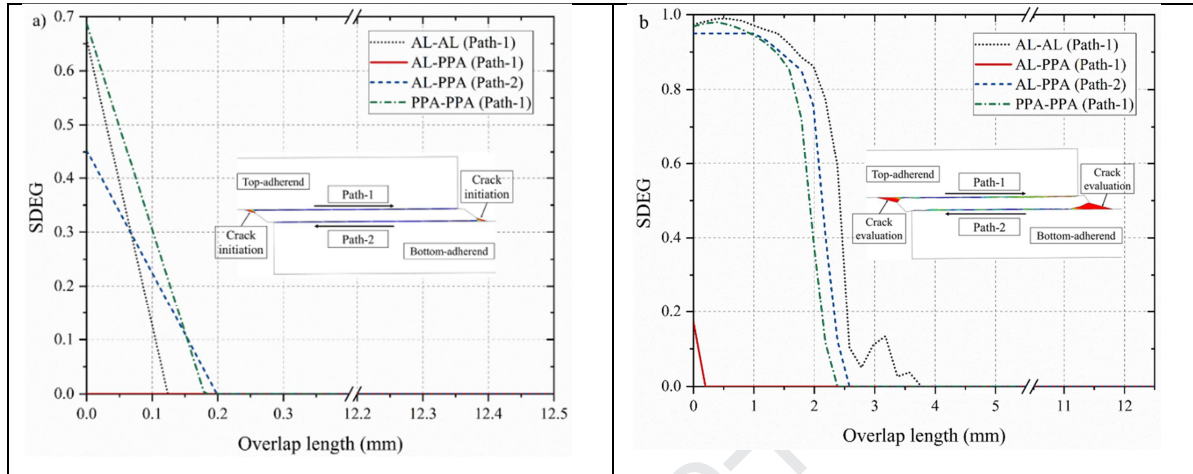 a)
0.7
0.6
0.5
0.4
0.3
0.2
0.1
0.0
SDEG
AL-AL (Path-1)
AL-PPA (Path-1)
AL-PPA (Path-2)
PPA-PPA (Path-1)
Top-adherend
Path-1
Crack
initiation
Crack
initiation
Path-2
Bottom-adherend
0.0 0.1 0.2 0.3 12.2 12.3 12.4 12.5
Overlap length (mm)
b
1.0
0.8
0.6
0.4
0.2
0.0
SDEG
AL-AL (Path-1)
AL-PPA (Path-1)
AL-PPA (Path-2)
PPA-PPA (Path-1)
Top-adherend
Path-1
Crack
evaluation
Crack
evaluation
Path-2
Bottom-adherend
0 1 2 3 4 5 11 12
Overlap length (mm)